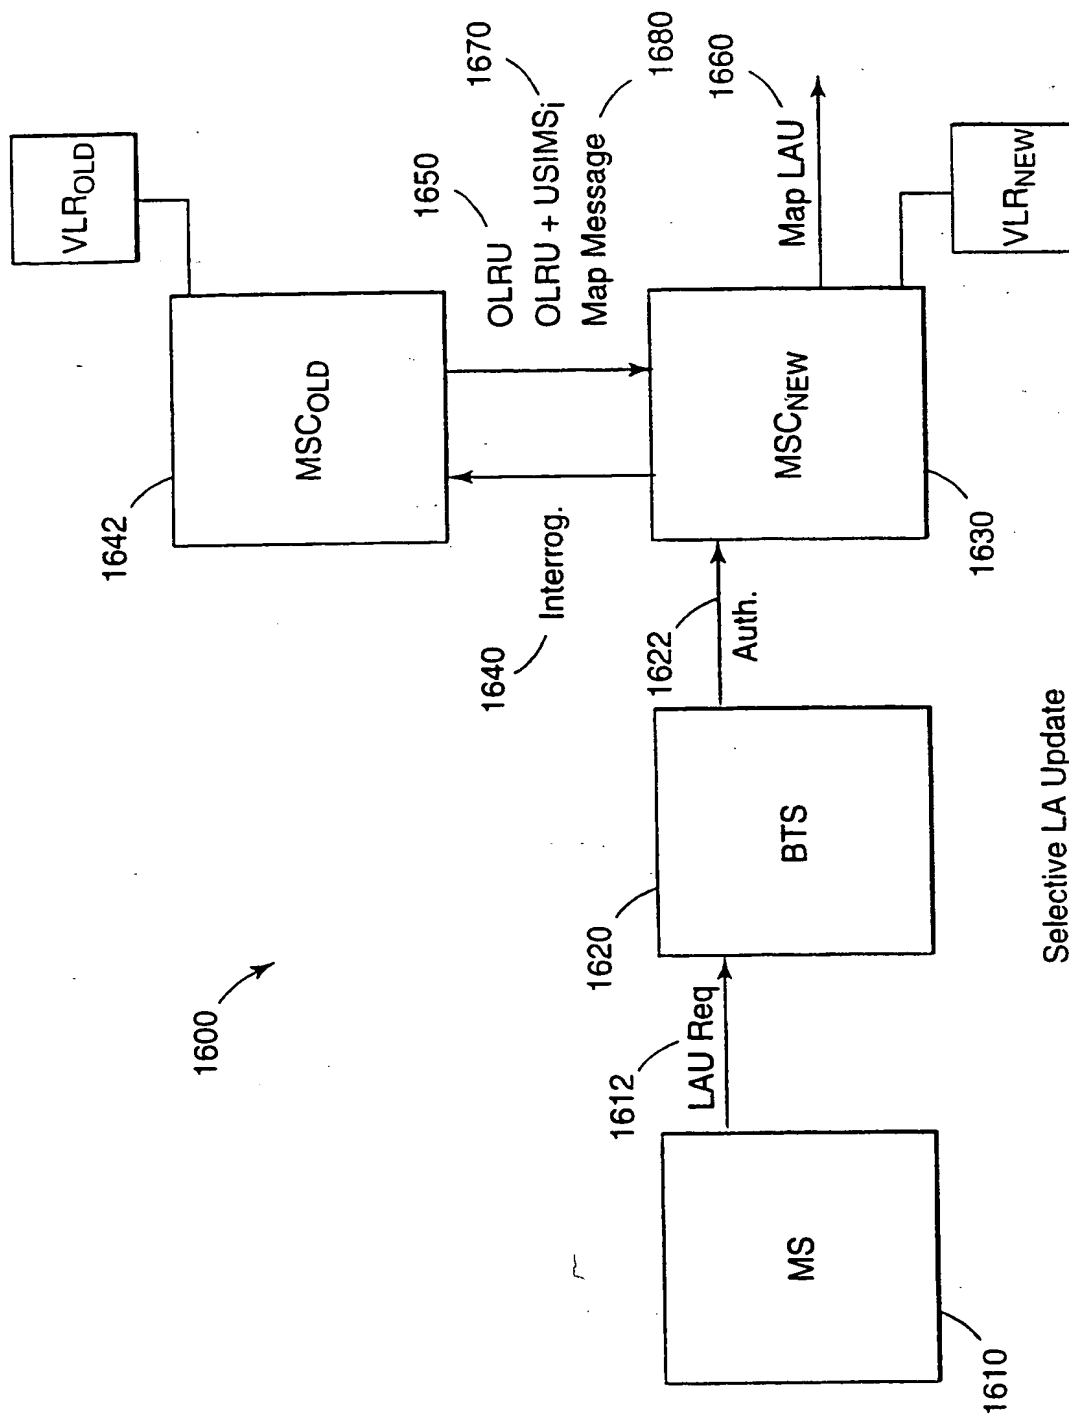 1600
VLR_OLD
1642
MSC_OLD
1640
Interrog.
1650
OLRU
1670
OLRU + USIMS_i
1680
Map Message
1612
LAU Req
1622
Auth.
1660
Map LAU
MS
1610
BTS
1620
MSC_NEW
1630
VLR_NEW
Selective LA Update